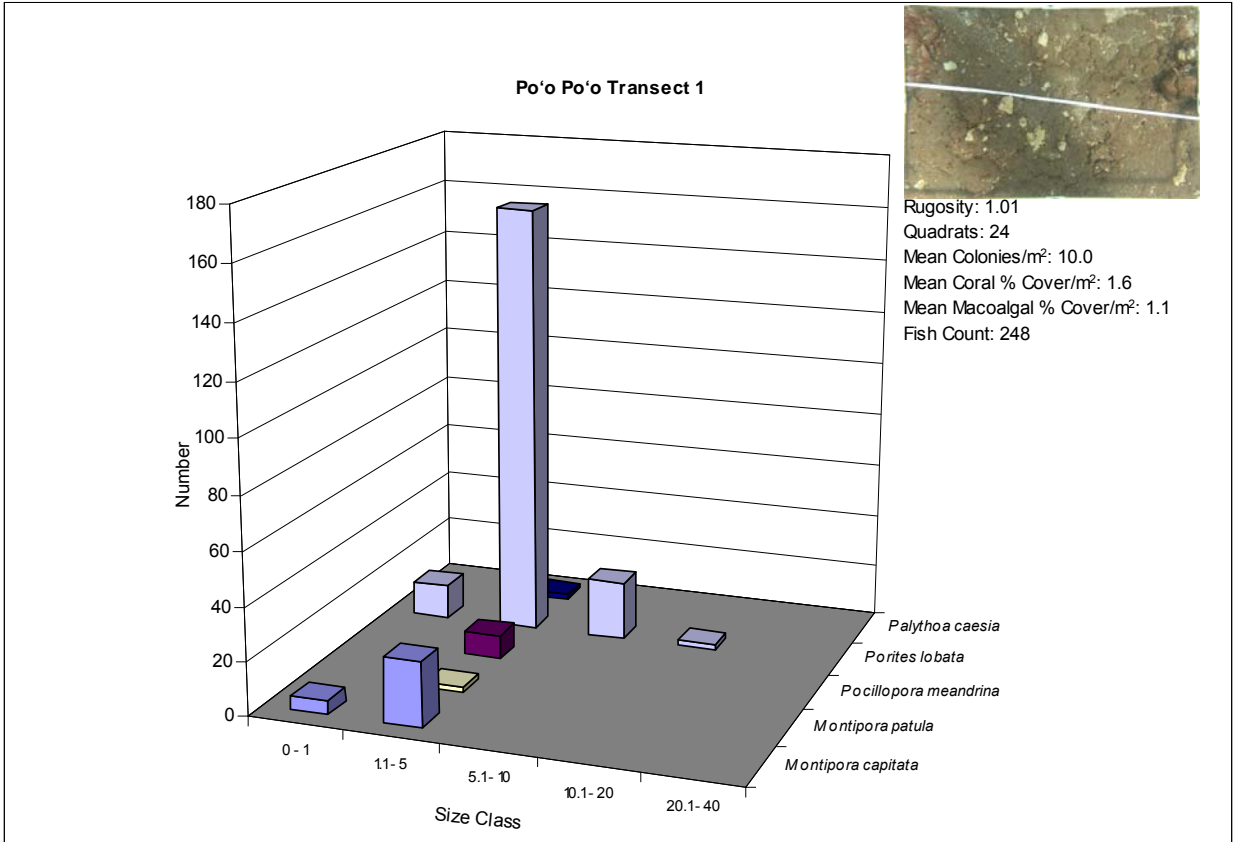 Po‘o Po‘o Transect 1
Rugosity: 1.01
Quadrats: 24
Mean Colonies/m²: 10.0
Mean Coral % Cover/m²: 1.6
Mean Macoalgal % Cover/m²: 1.1
Fish Count: 248
180
160
140
120
100
80
60
40
20
0
Number
0 - 1
1.1 - 5
5.1 - 10
10.1 - 20
20.1 - 40
Size Class
Palythoa caesia
Porites lobata
Pocillopora meandrina
Montipora patula
Montipora capitata